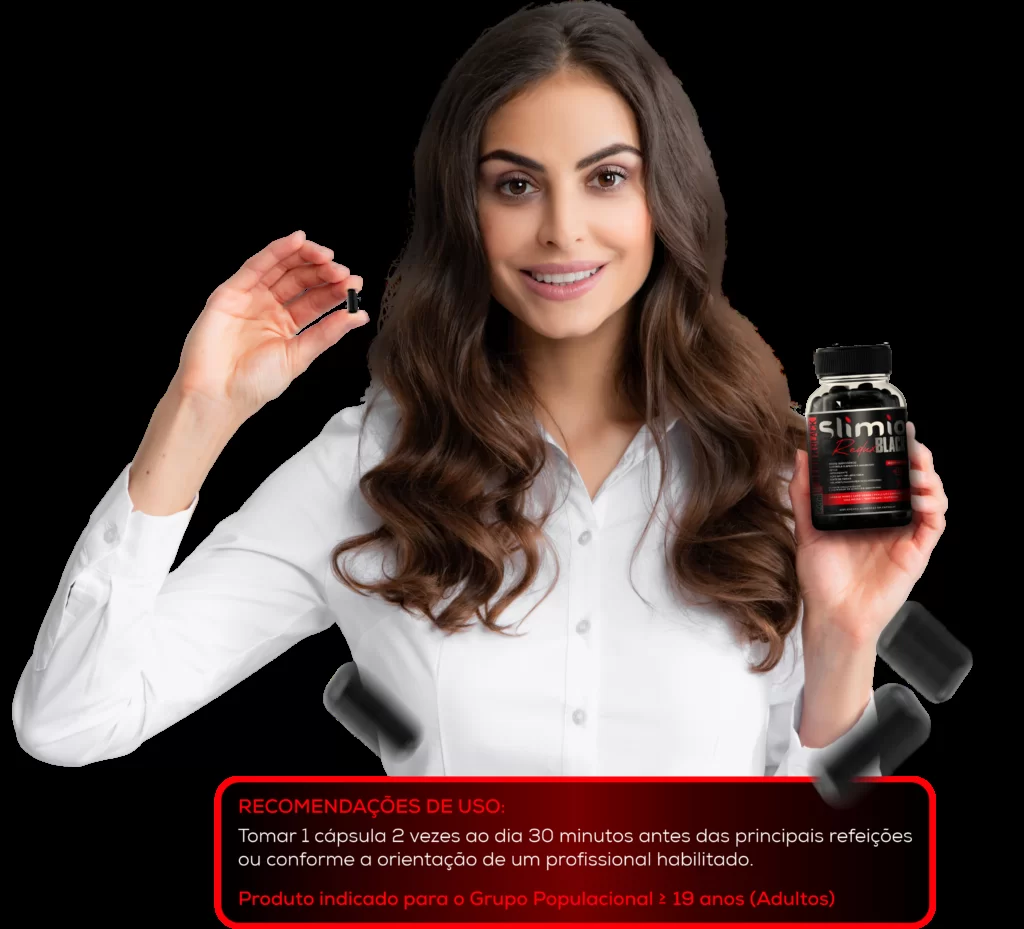 slimic
BLACK
RECOMENDAÇÕES DE USO:
Tomar 1 cápsula 2 vezes ao dia 30 minutos antes das principais refeições
ou conforme a orientação de um profissional habilitado.
Produto indicado para o Grupo Populacional ≥ 19 anos (Adultos)